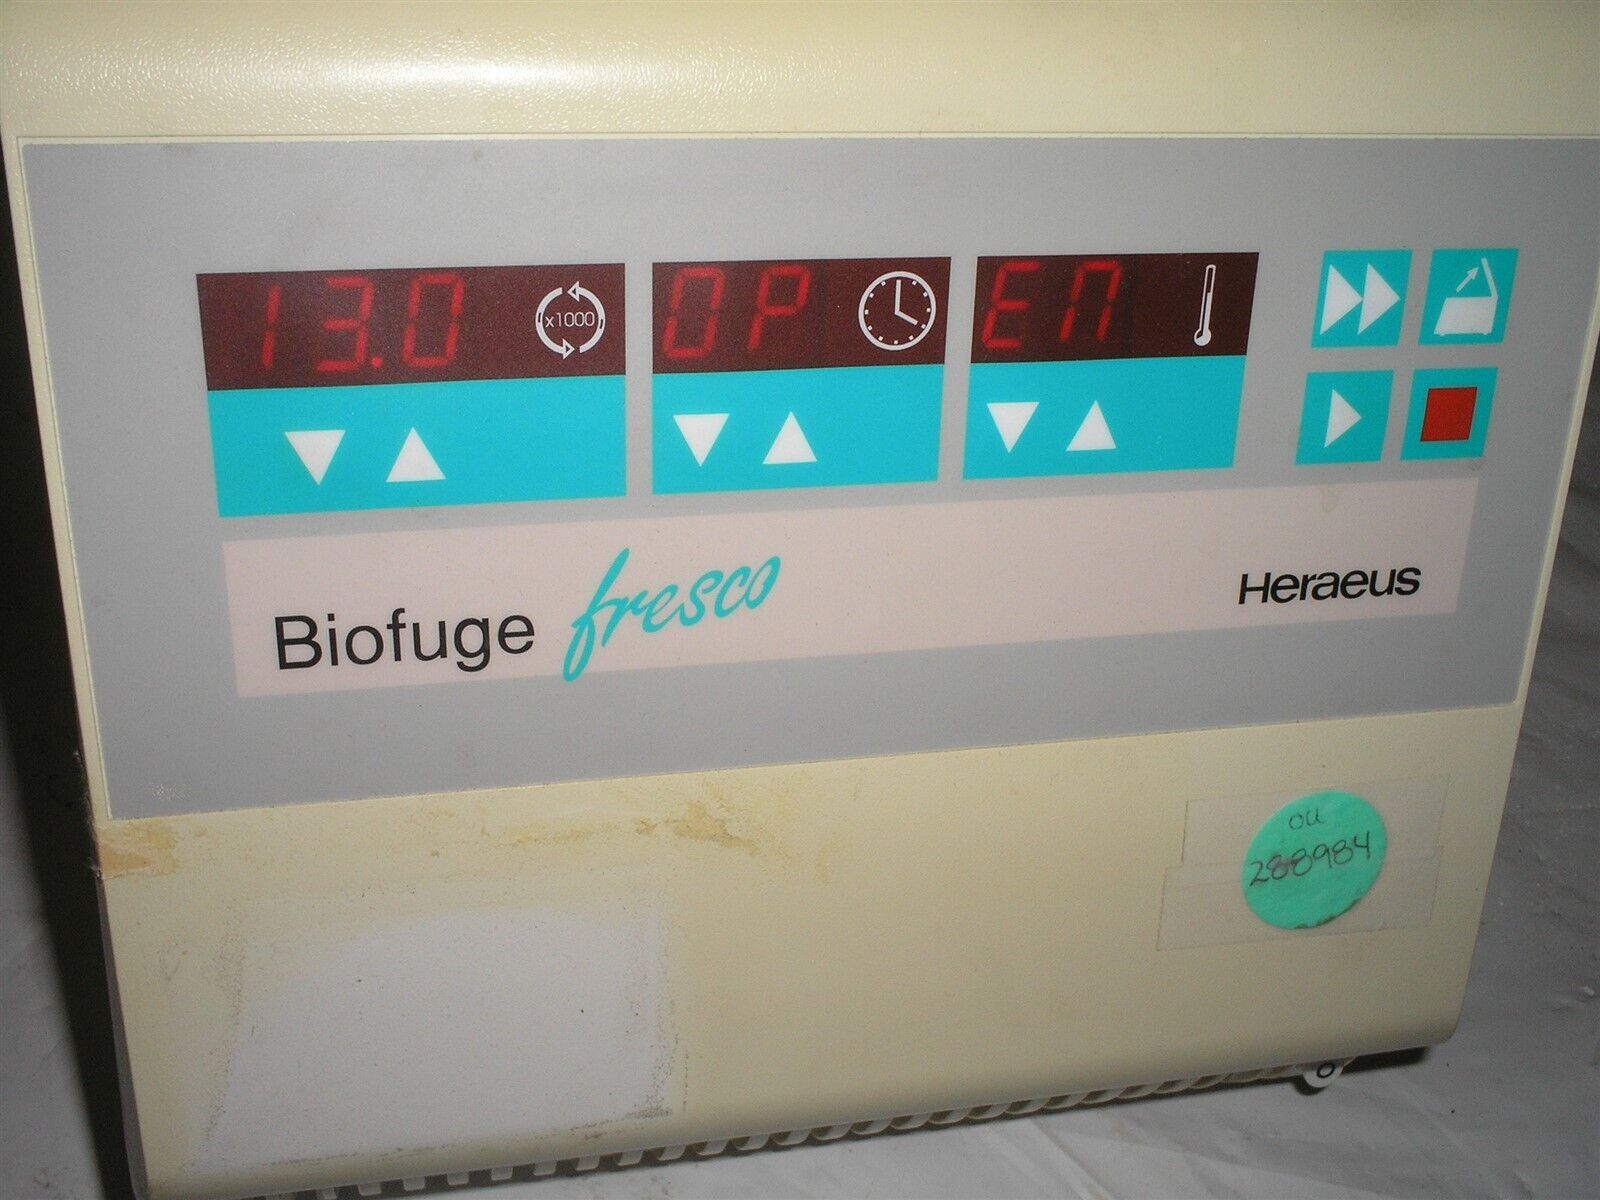 13.0 x1000 OP En
Biofuge fresco Heraeus
OU
288984